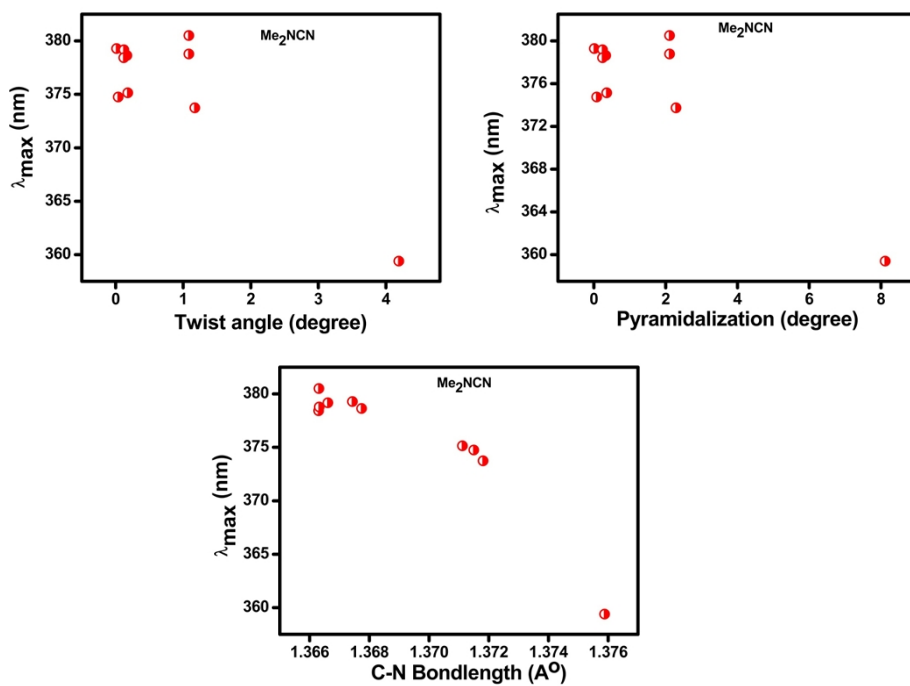 Me₂NCN
380
375
370
365
360
λmax (nm)
0 1 2 3 4
Twist angle (degree)
Me₂NCN
380
376
372
368
364
360
λmax (nm)
0 2 4 6 8
Pyramidalization (degree)
Me₂NCN
380
375
370
365
360
λmax (nm)
1.366 1.368 1.370 1.372 1.374 1.376
C-N Bondlength (Aᴼ)